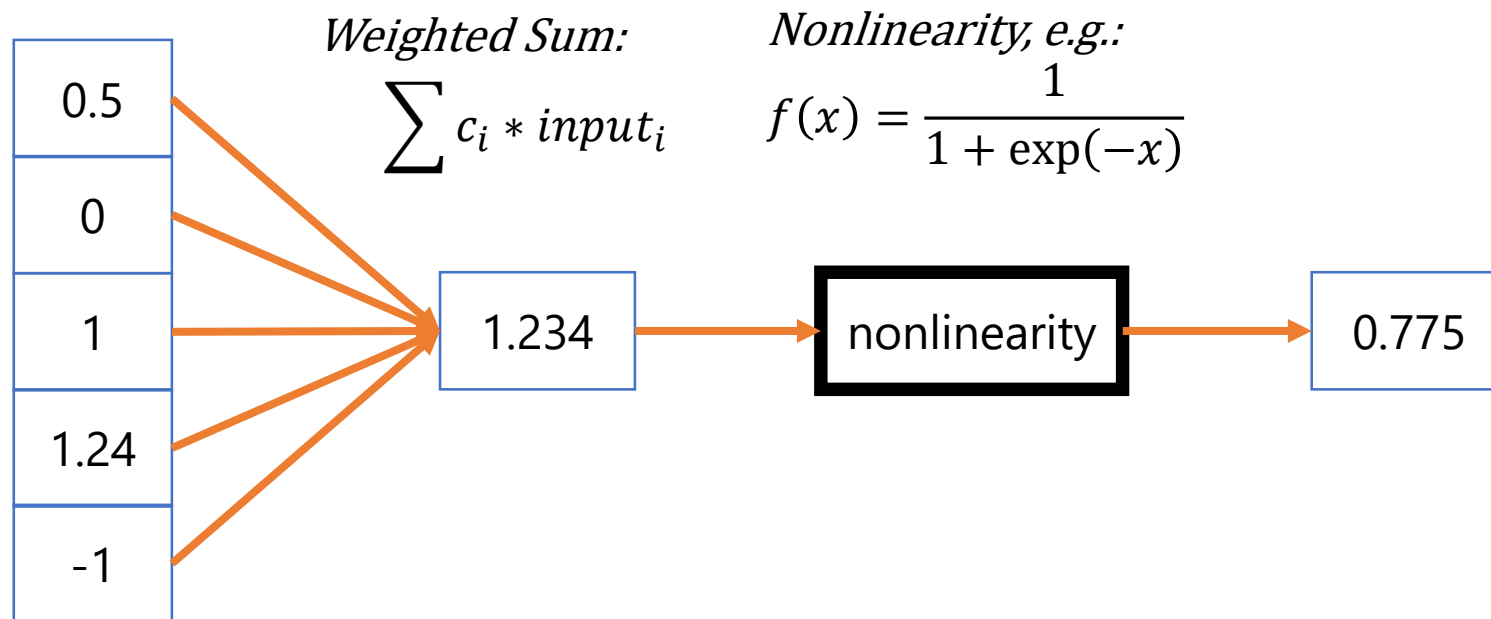 Weighted Sum:
∑ c_i * input_i
Nonlinearity, e.g.:
f(x) = 1 / (1 + exp(−x))
0.5
0
1
1.24
-1
1.234
nonlinearity
0.775